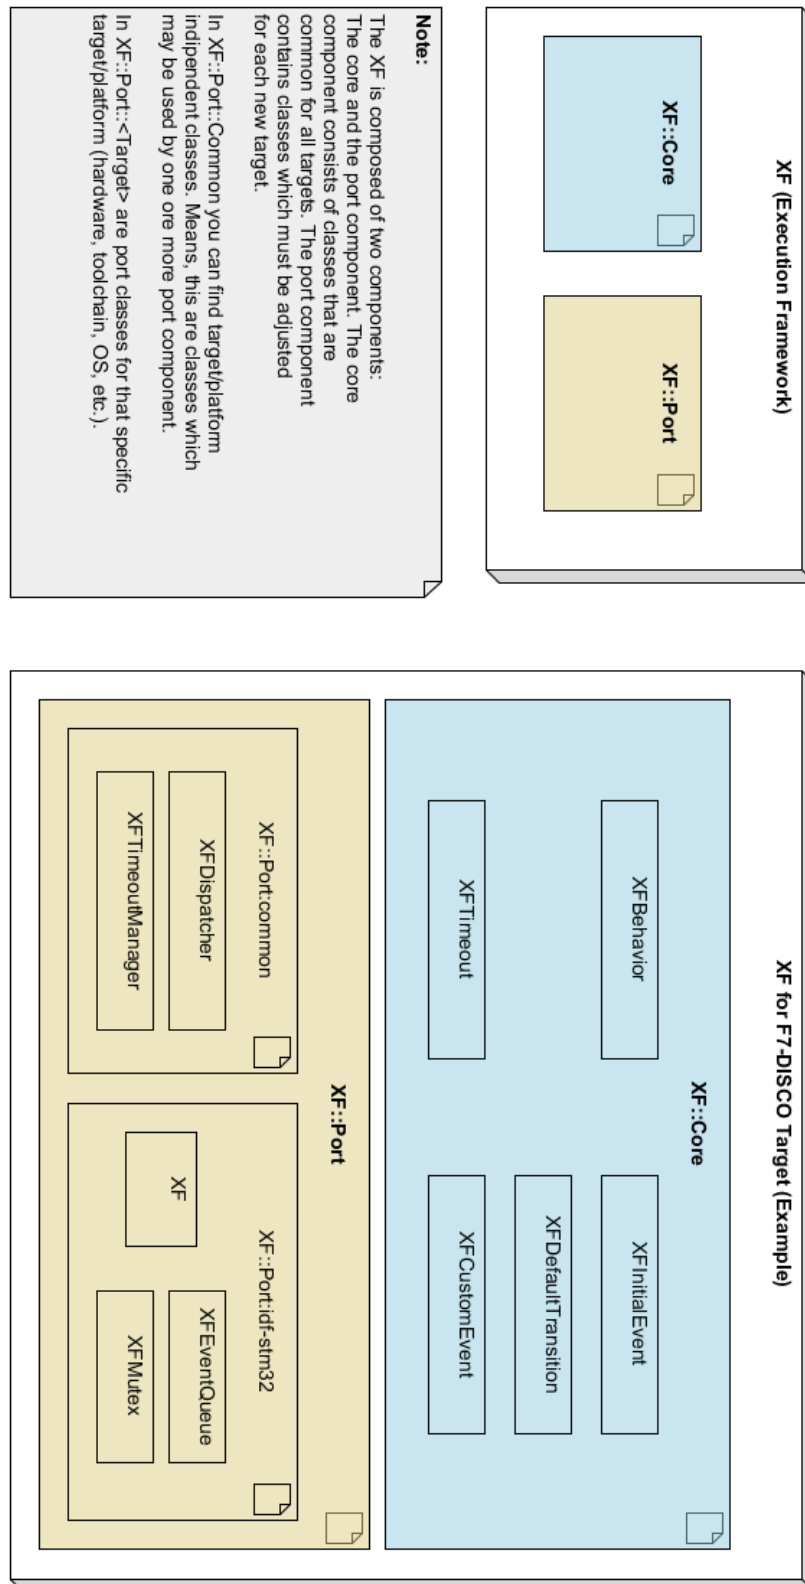 XF (Execution Framework)
XF::Core
XF::Port
Note:
The XF is composed of two components:
The core and the port component. The core
component consists of classes that are
common for all targets. The port component
contains classes which must be adjusted
for each new target.
In XF::Port::Common you can find target/platform
indipendent classes. Means, this are classes which
may be used by one ore more port component.
In XF::Port::<Target> are port classes for that specific
target/platform (hardware, toolchain, OS, etc.).
XF for F7-DISCO Target (Example)
XF::Core
XFBehavior
XFInitialEvent
XFDefaultTransition
XFTimeout
XFCustomEvent
XF::Port
XF::Port:common
XFDispatcher
XFTimeoutManager
XF::Port:idf-stm32
XF
XFEventQueue
XFMutex